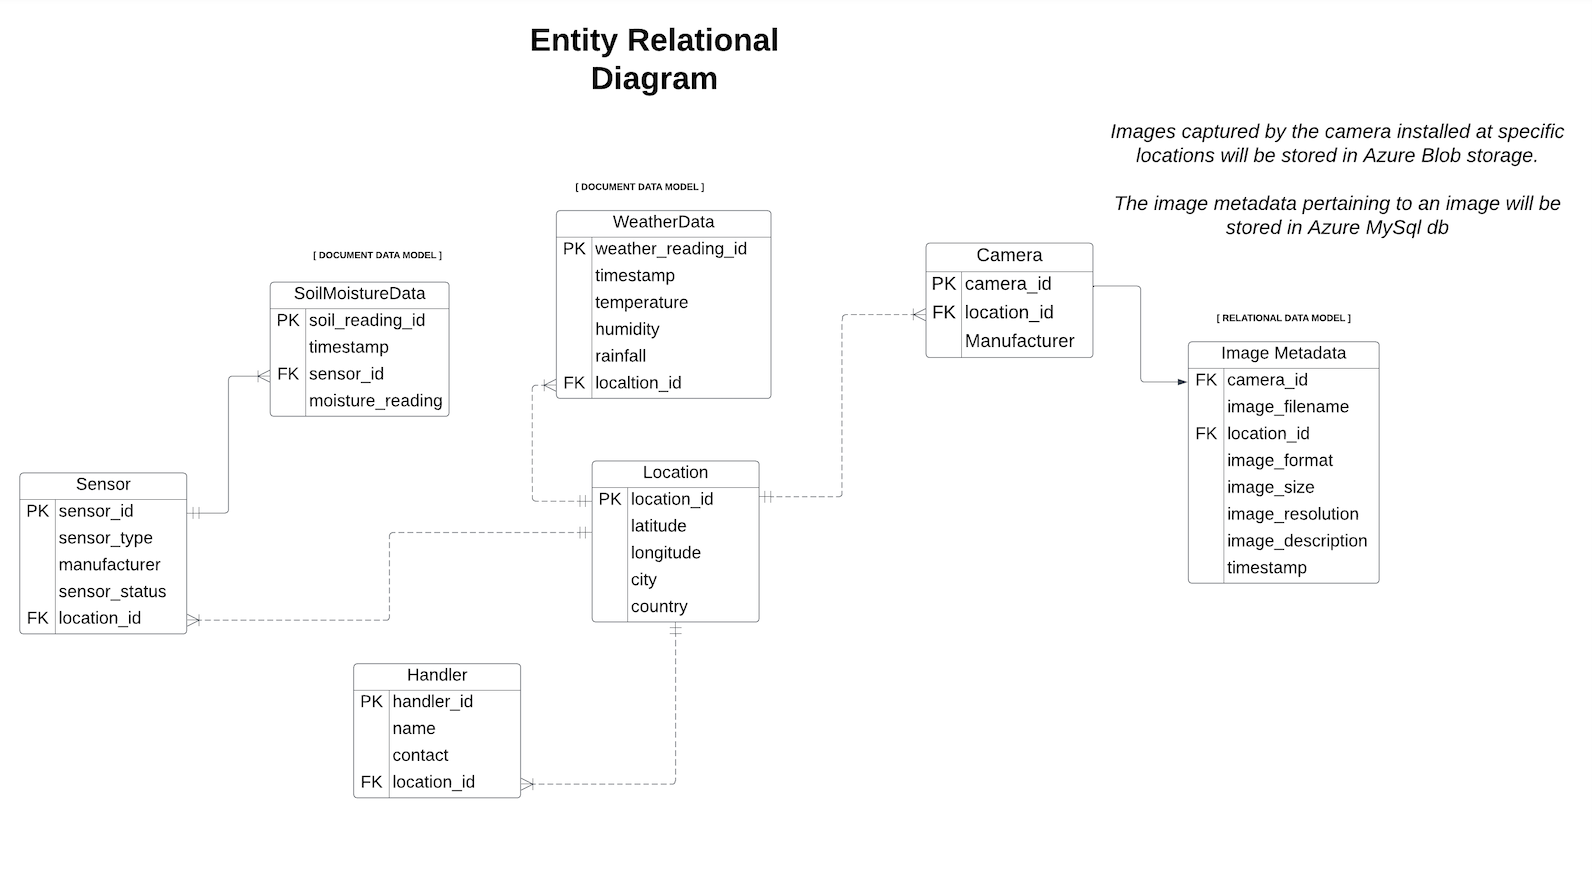 Entity Relational
Diagram
Images captured by the camera installed at specific
locations will be stored in Azure Blob storage.
The image metadata pertaining to an image will be
stored in Azure MySql db
[ DOCUMENT DATA MODEL ]
WeatherData
PK weather_reading_id
timestamp
temperature
humidity
rainfall
FK localtion_id
[ DOCUMENT DATA MODEL ]
SoilMoistureData
PK soil_reading_id
timestamp
FK sensor_id
moisture_reading
Camera
PK camera_id
FK location_id
Manufacturer
[ RELATIONAL DATA MODEL ]
Image Metadata
FK camera_id
image_filename
FK location_id
image_format
image_size
image_resolution
image_description
timestamp
Sensor
PK sensor_id
sensor_type
manufacturer
sensor_status
FK location_id
Location
PK location_id
latitude
longitude
city
country
Handler
PK handler_id
name
contact
FK location_id